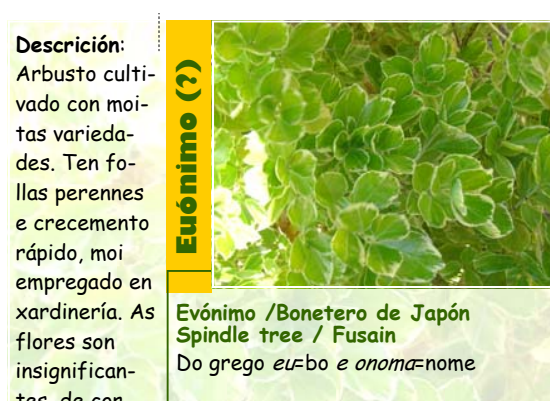 Descrición:
Arbusto culti-
vado con moi-
tas varieda-
des. Ten fo-
llas perennes
e crecemento
rápido, moi
empregado en
xardinería. As
flores son
insignifican-
tes, de con
Euónimo (?)
Evónimo /Bonetero de Japón
Spindle tree / Fusain
Do grego eu=bo e onoma=nome